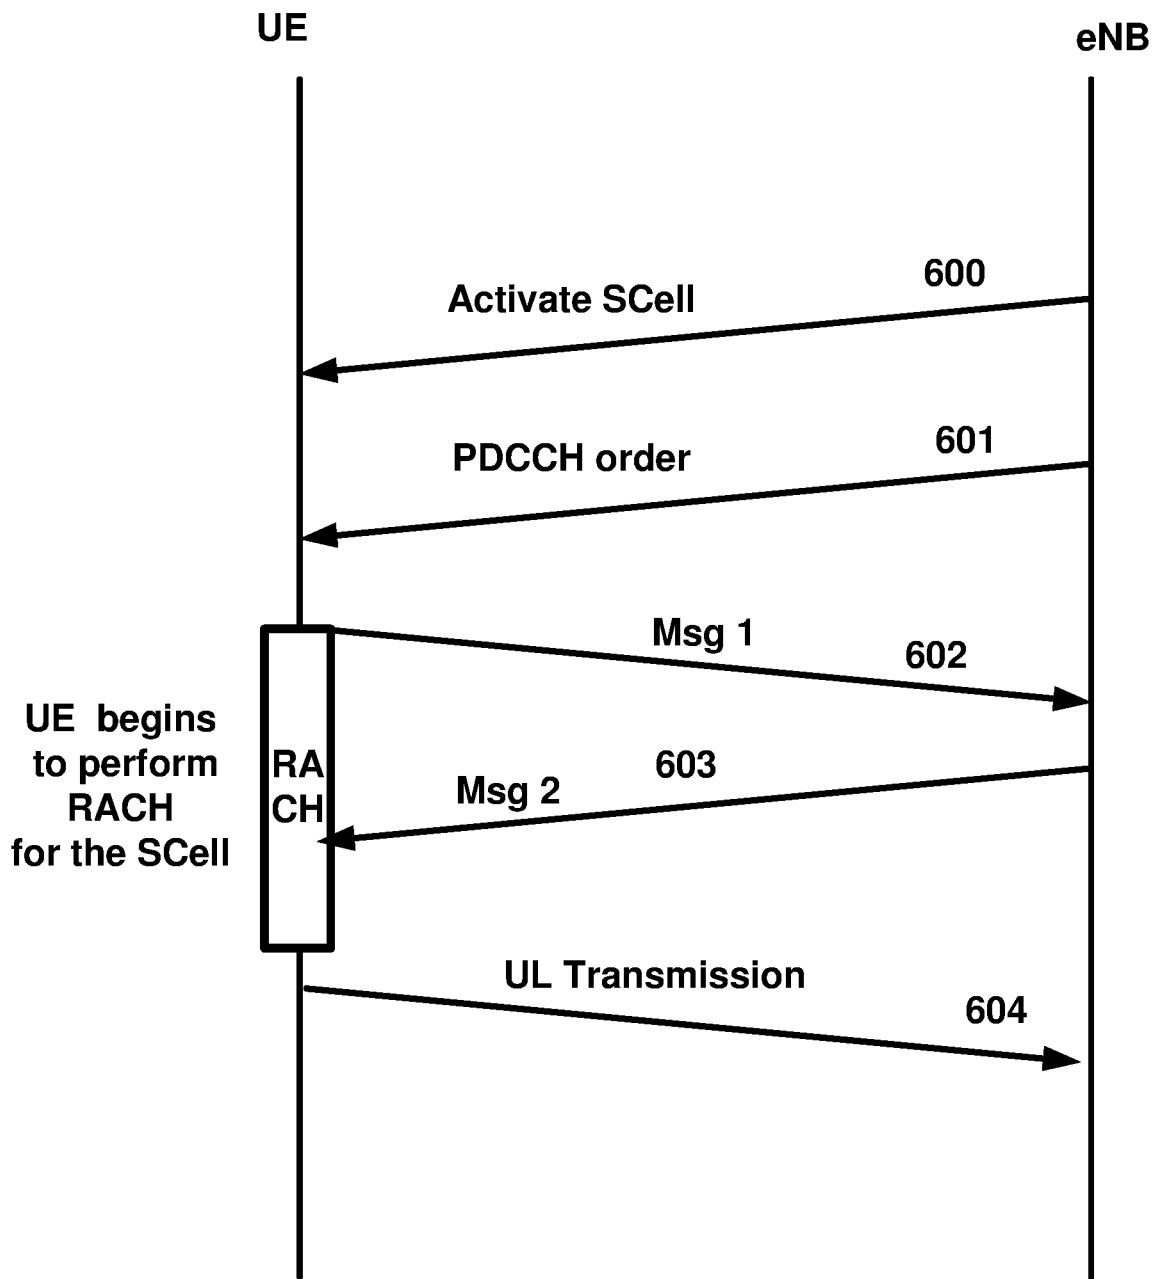 UE
eNB
600
Activate SCell
601
PDCCH order
Msg 1
602
UE begins
to perform
RACH
for the SCell
RA
CH
603
Msg 2
UL Transmission
604